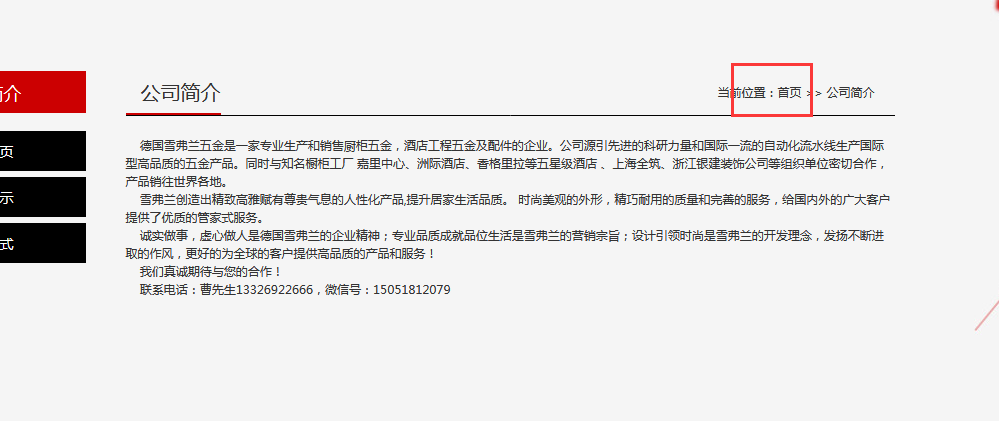 简介
公司简介
当前位置：首页 >> 公司简介
页
示
式
德国雪弗兰五金是一家专业生产和销售厨柜五金，酒店工程五金及配件的企业。公司源引先进的科研力量和国际一流的自动化流水线生产国际
型高品质的五金产品。同时与知名橱柜工厂 嘉里中心、洲际酒店、香格里拉等五星级酒店 、上海全筑、浙江银建装饰公司等组织单位密切合作，
产品销往世界各地。
雪弗兰创造出精致高雅赋有尊贵气息的人性化产品,提升居家生活品质。 时尚美观的外形，精巧耐用的质量和完善的服务，给国内外的广大客户
提供了优质的管家式服务。
诚实做事，虚心做人是德国雪弗兰的企业精神；专业品质成就品位生活是雪弗兰的营销宗旨；设计引领时尚是雪弗兰的开发理念，发扬不断进
取的作风，更好的为全球的客户提供高品质的产品和服务！
我们真诚期待与您的合作！
联系电话：曹先生13326922666，微信号：15051812079